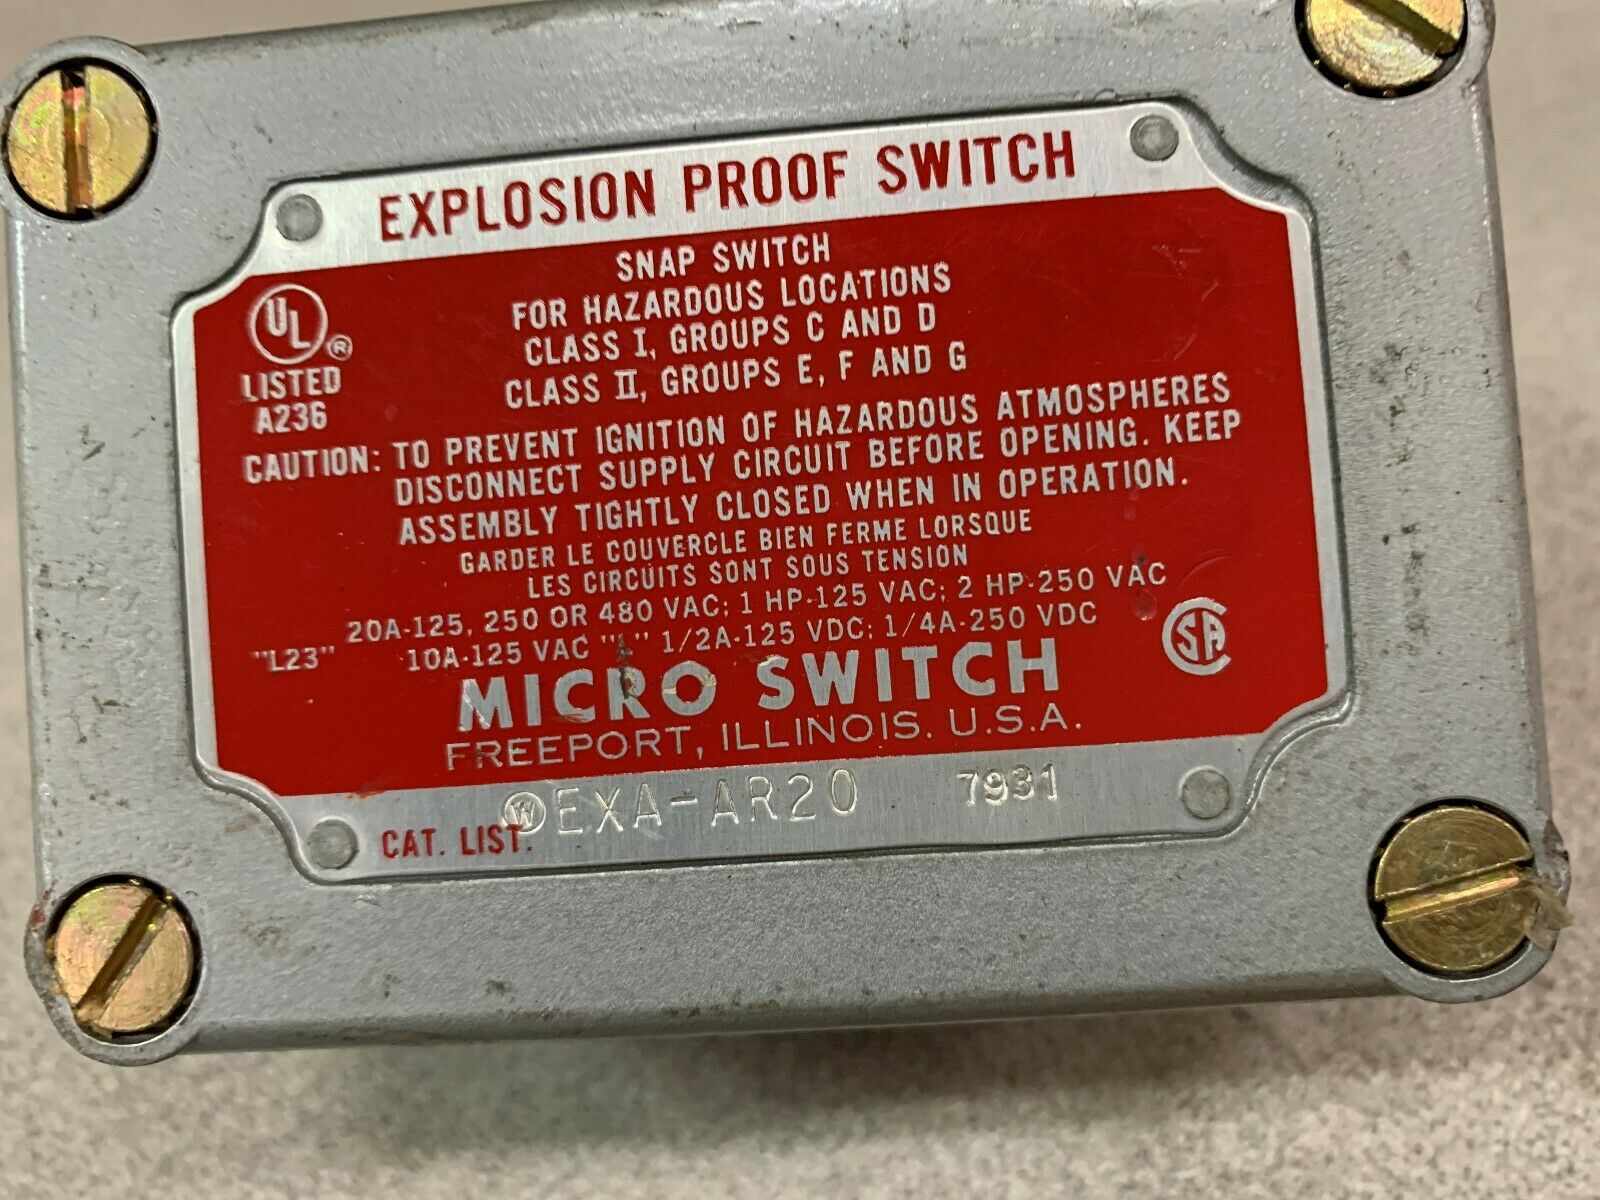 EXPLOSION PROOF SWITCH
SNAP SWITCH
FOR HAZARDOUS LOCATIONS
CLASS I, GROUPS C AND D
CLASS II, GROUPS E, F AND G
UL ®
LISTED
A236
CAUTION: TO PREVENT IGNITION OF HAZARDOUS ATMOSPHERES
DISCONNECT SUPPLY CIRCUIT BEFORE OPENING. KEEP
ASSEMBLY TIGHTLY CLOSED WHEN IN OPERATION.
GARDER LE COUVERCLE BIEN FERME LORSQUE
LES CIRCUITS SONT SOUS TENSION
20A-125, 250 OR 480 VAC; 1 HP-125 VAC; 2 HP-250 VAC
"L23" 10A-125 VAC "L" 1/2A-125 VDC; 1/4A-250 VDC
CSA
MICRO SWITCH
FREEPORT, ILLINOIS. U.S.A.
CAT. LIST. W EXA-AR20 7931